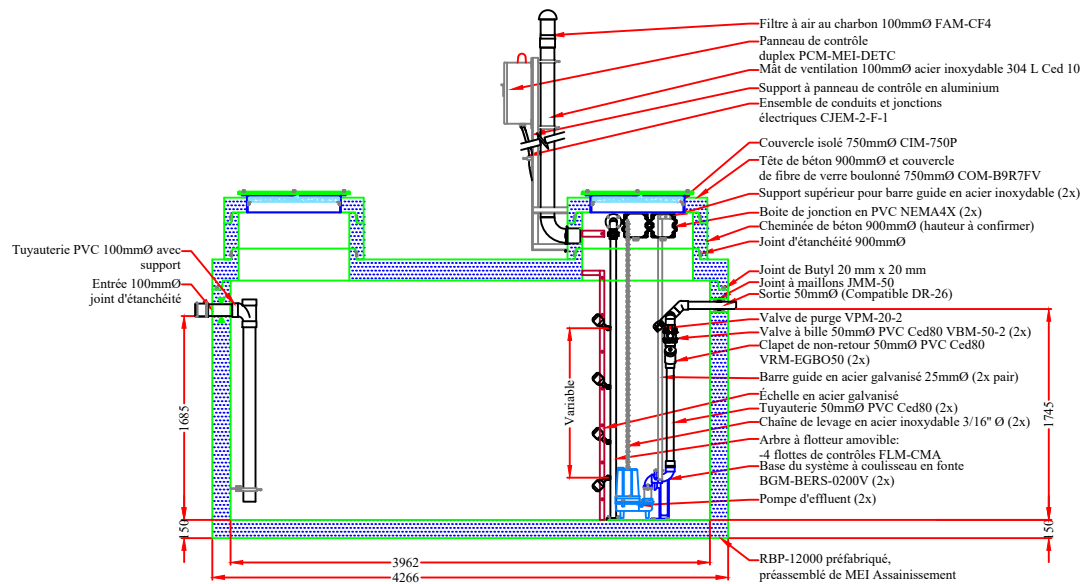 Filtre à air au charbon 100mmØ FAM-CF4
Panneau de contrôle
duplex PCM-MEI-DETC
Mât de ventilation 100mmØ acier inoxydable 304 L Ced 10
Support à panneau de contrôle en aluminium
Ensemble de conduits et jonctions
électriques CJEM-2-F-1
Couvercle isolé 750mmØ CIM-750P
Tête de béton 900mmØ et couvercle
de fibre de verre boulonné 750mmØ COM-B9R7FV
Support supérieur pour barre guide en acier inoxydable (2x)
Boite de jonction en PVC NEMA4X (2x)
Cheminée de béton 900mmØ (hauteur à confirmer)
Joint d'étanchéité 900mmØ
Tuyauterie PVC 100mmØ avec
support
Entrée 100mmØ
joint d'étanchéité
Joint de Butyl 20 mm x 20 mm
Joint à maillons JMM-50
Sortie 50mmØ (Compatible DR-26)
Valve de purge VPM-20-2
Valve à bille 50mmØ PVC Ced80 VBM-50-2 (2x)
Clapet de non-retour 50mmØ PVC Ced80
VRM-EGBO50 (2x)
Barre guide en acier galvanisé 25mmØ (2x pair)
Échelle en acier galvanisé
Tuyauterie 50mmØ PVC Ced80 (2x)
Chaîne de levage en acier inoxydable 3/16" Ø (2x)
Arbre à flotteur amovible:
-4 flottes de contrôles FLM-CMA
Base du système à coulisseau en fonte
BGM-BERS-0200V (2x)
Pompe d'effluent (2x)
RBP-12000 préfabriqué,
préassemblé de MEI Assainissement
1685
150
Variable
1745
150
3962
4266